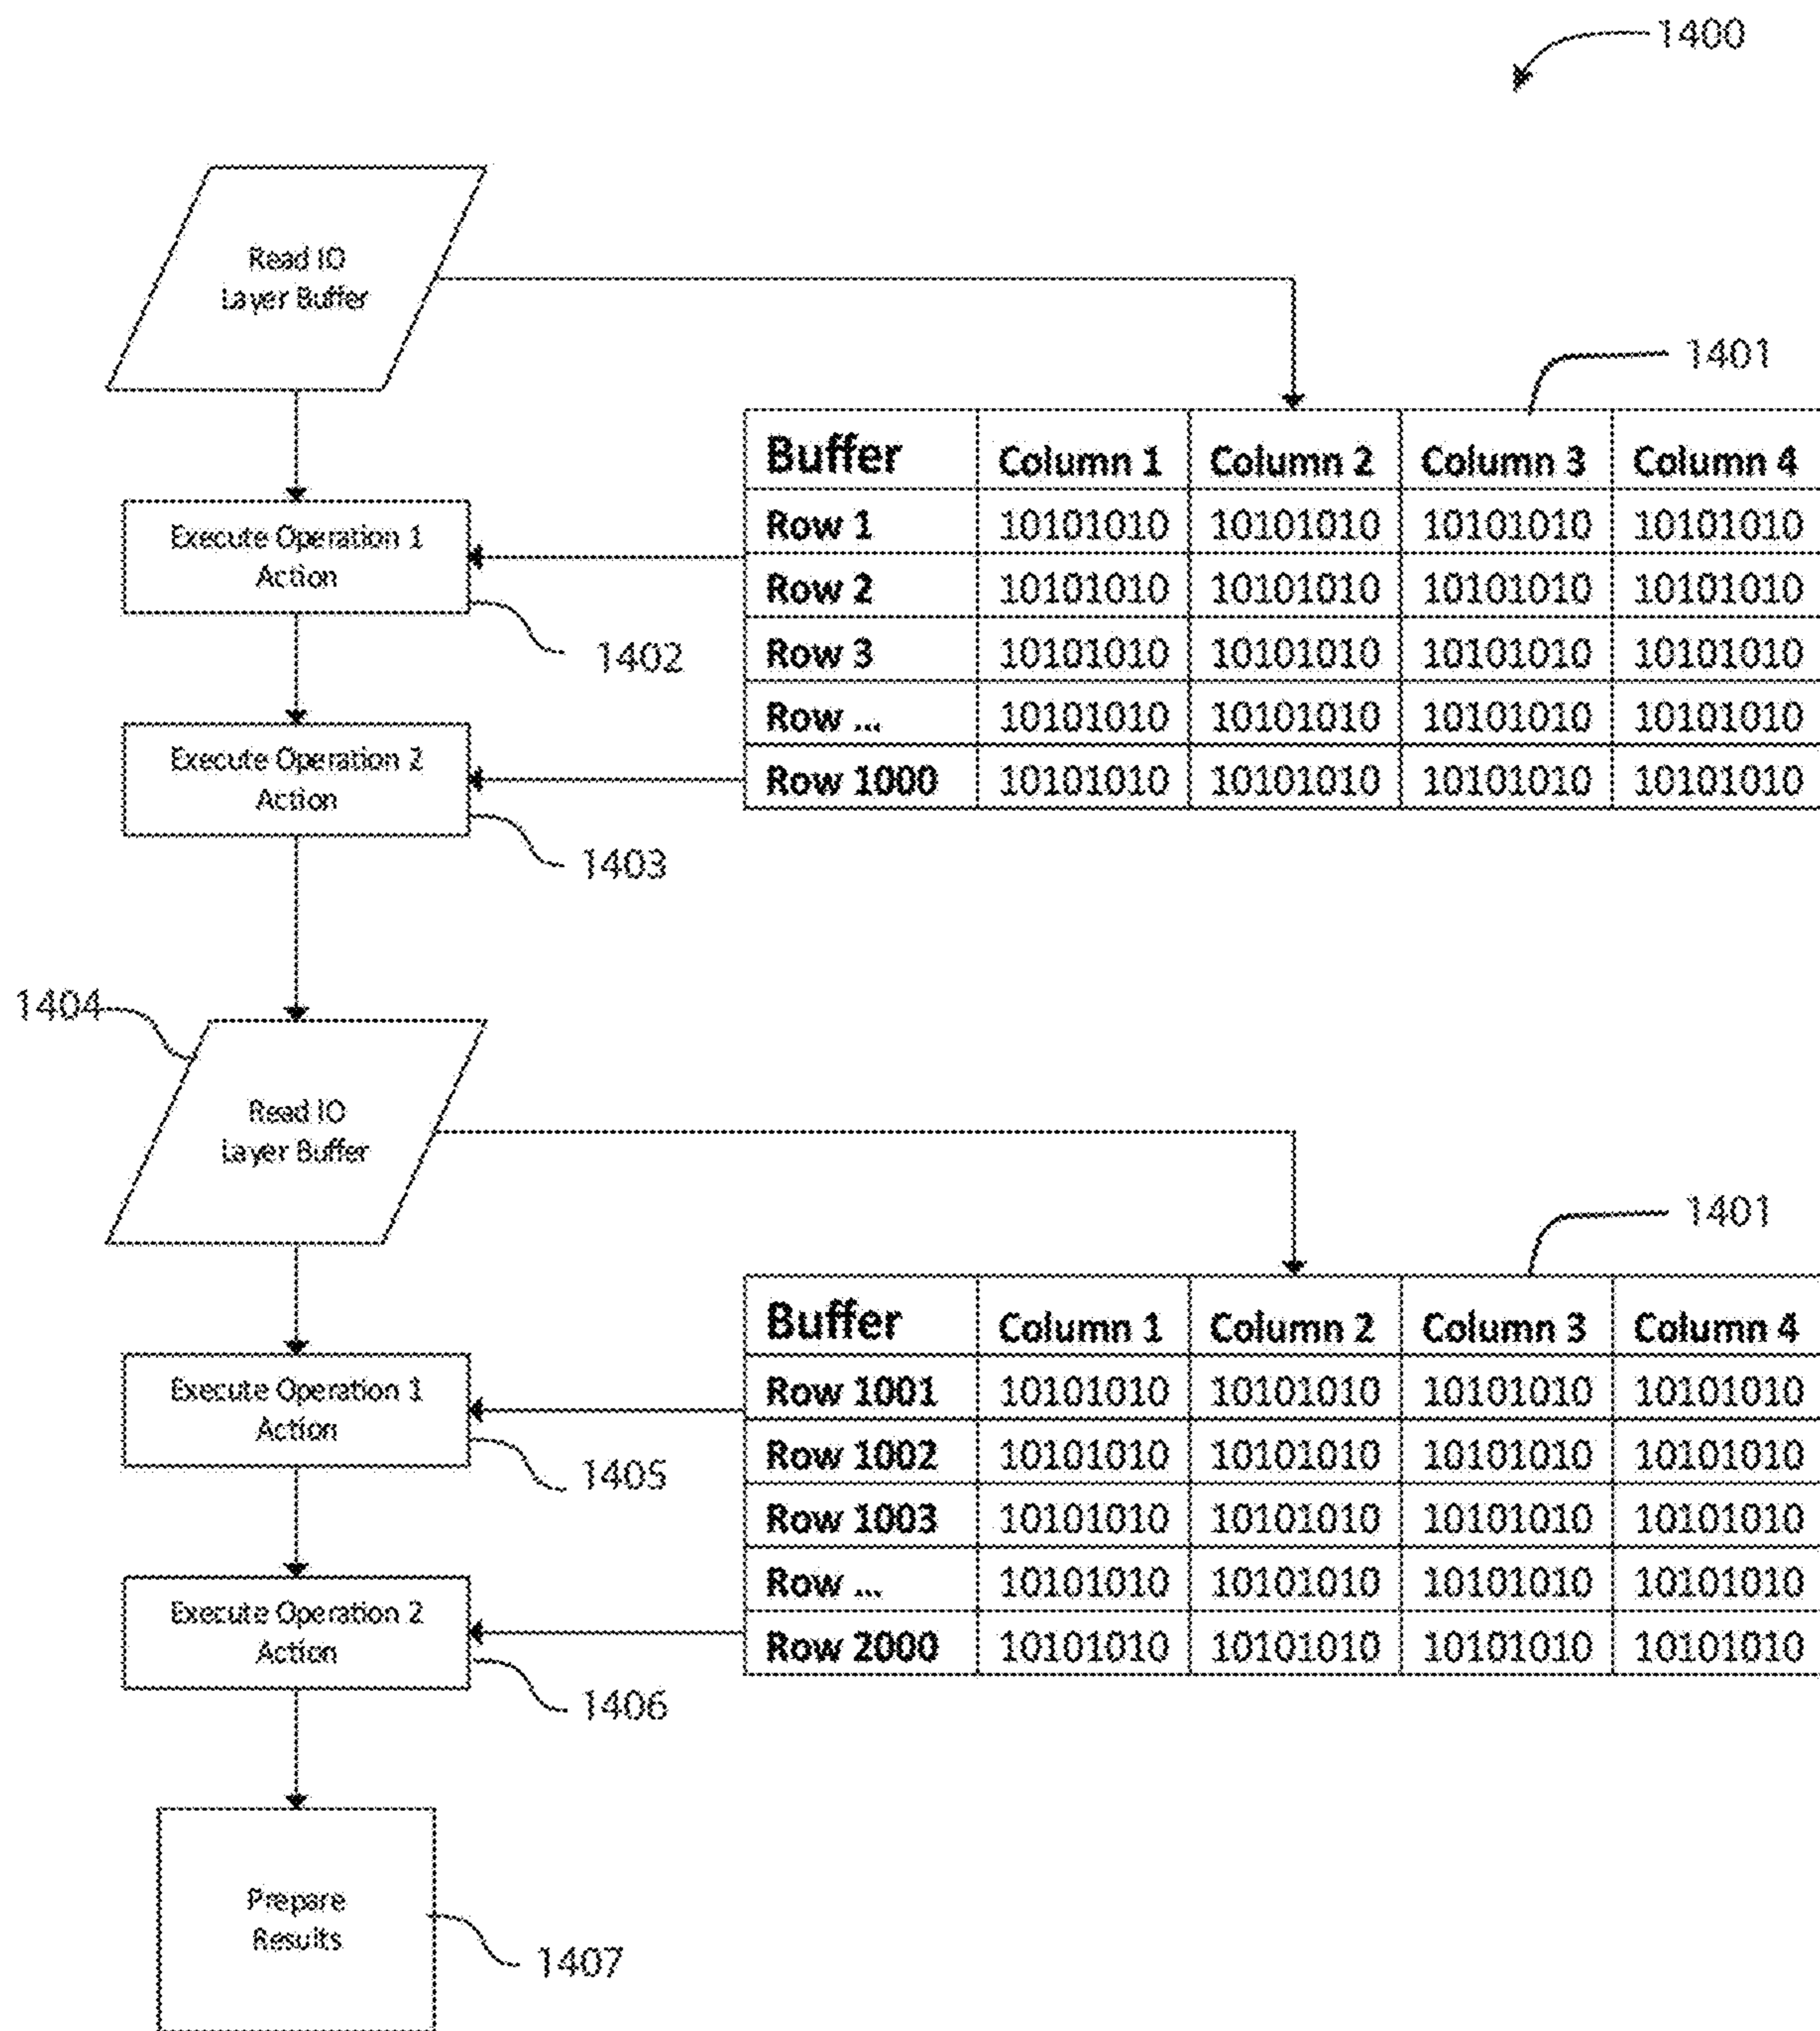 1400
Read IO
Layer Buffer
1401
Buffer Column 1 Column 2 Column 3 Column 4
Row 1 10101010 10101010 10101010 10101010
Row 2 10101010 10101010 10101010 10101010
Row 3 10101010 10101010 10101010 10101010
Row ... 10101010 10101010 10101010 10101010
Row 1000 10101010 10101010 10101010 10101010
Execute Operation 1
Action
1402
Execute Operation 2
Action
1403
1404
Read IO
Layer Buffer
1401
Buffer Column 1 Column 2 Column 3 Column 4
Row 1001 10101010 10101010 10101010 10101010
Row 1002 10101010 10101010 10101010 10101010
Row 1003 10101010 10101010 10101010 10101010
Row ... 10101010 10101010 10101010 10101010
Row 2000 10101010 10101010 10101010 10101010
Execute Operation 1
Action
1405
Execute Operation 2
Action
1406
Prepare
Results
1407